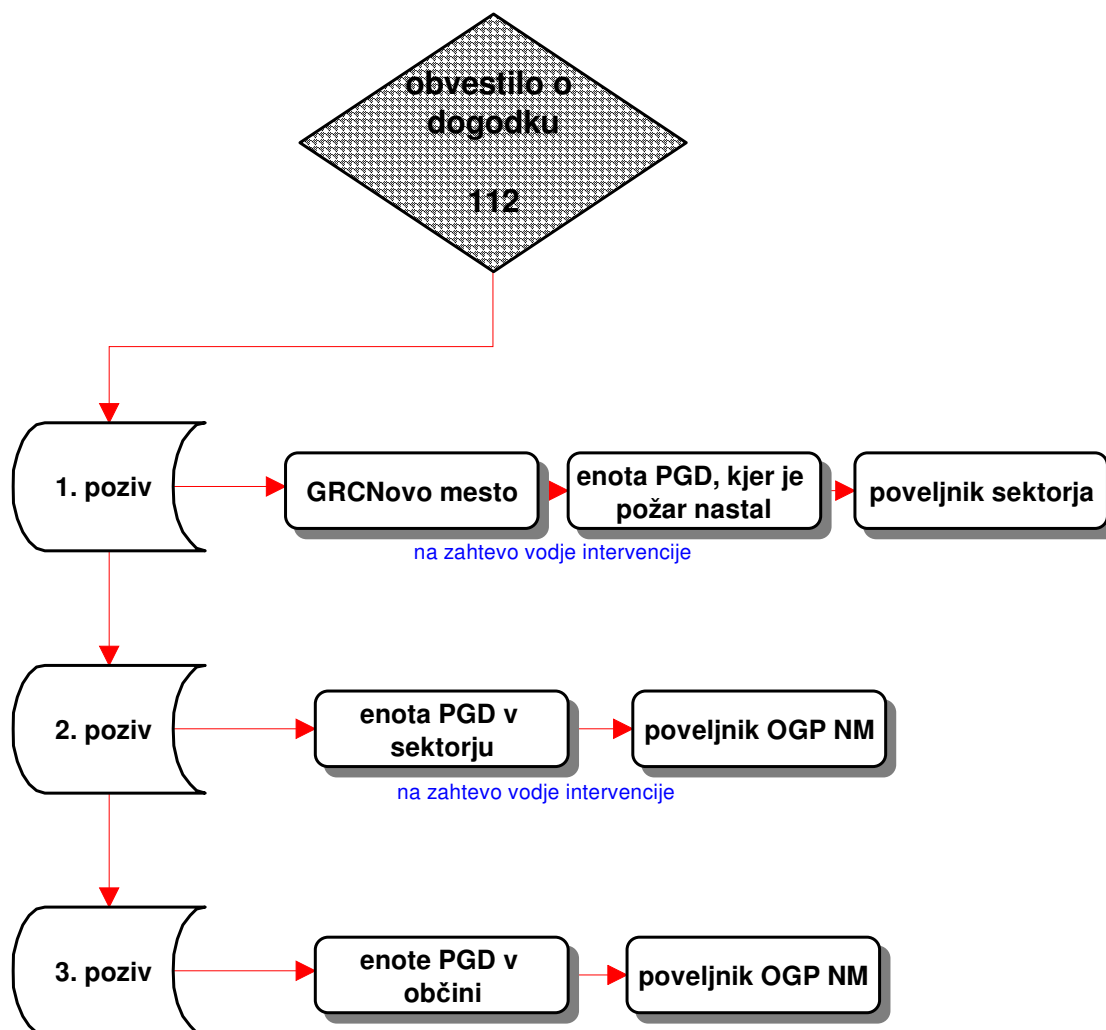 obvestilo o
dogodku
112
1. poziv
GRCNovo mesto
enota PGD, kjer je
požar nastal
poveljnik sektorja
na zahtevo vodje intervencije
2. poziv
enota PGD v
sektorju
poveljnik OGP NM
na zahtevo vodje intervencije
3. poziv
enote PGD v
občini
poveljnik OGP NM